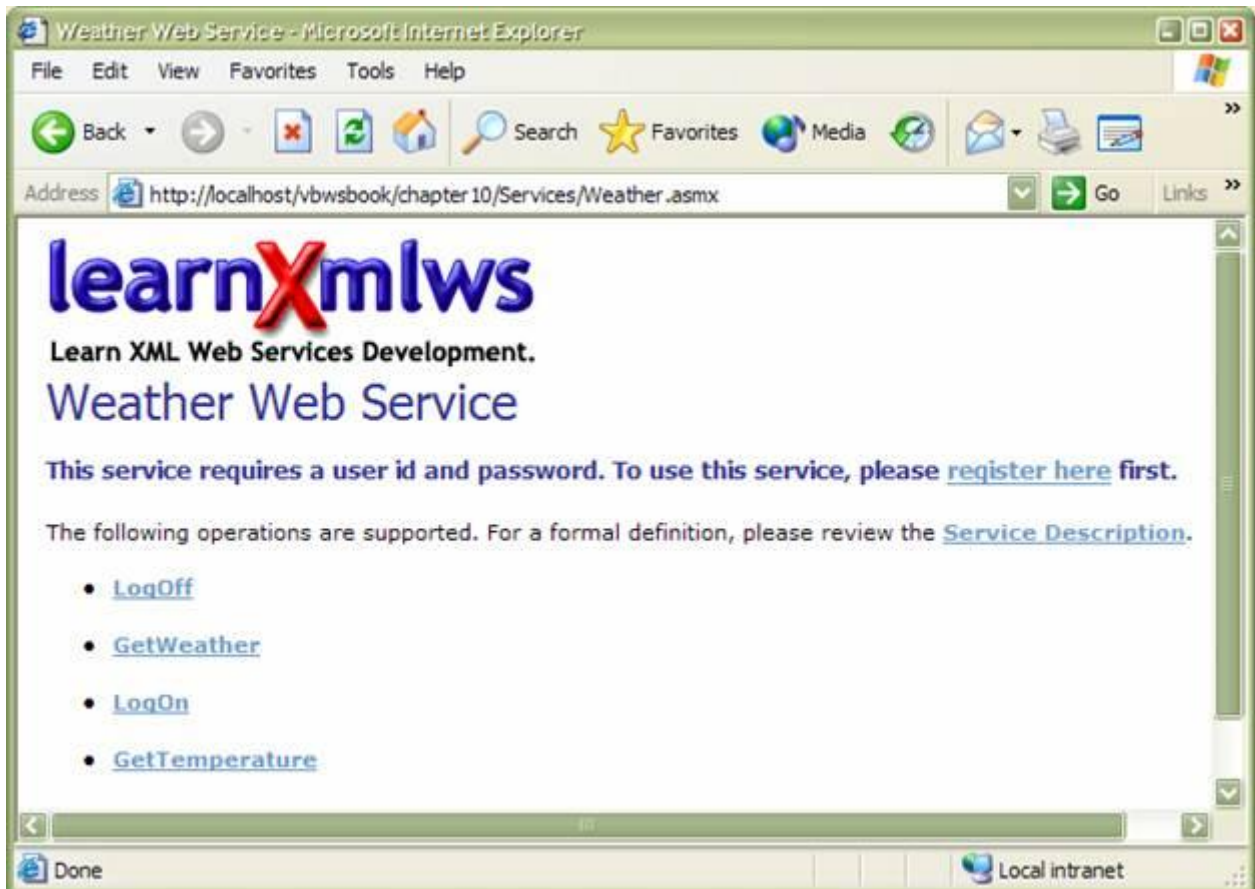 Weather Web Service - Microsoft Internet Explorer
File Edit View Favorites Tools Help
Back Search Favorites Media »
Address http://localhost/vbwsbook/chapter10/Services/Weather.asmx Go Links »
learnXmlws
Learn XML Web Services Development.
Weather Web Service
This service requires a user id and password. To use this service, please register here first.
The following operations are supported. For a formal definition, please review the Service Description.
• LogOff
• GetWeather
• LogOn
• GetTemperature
Done Local intranet